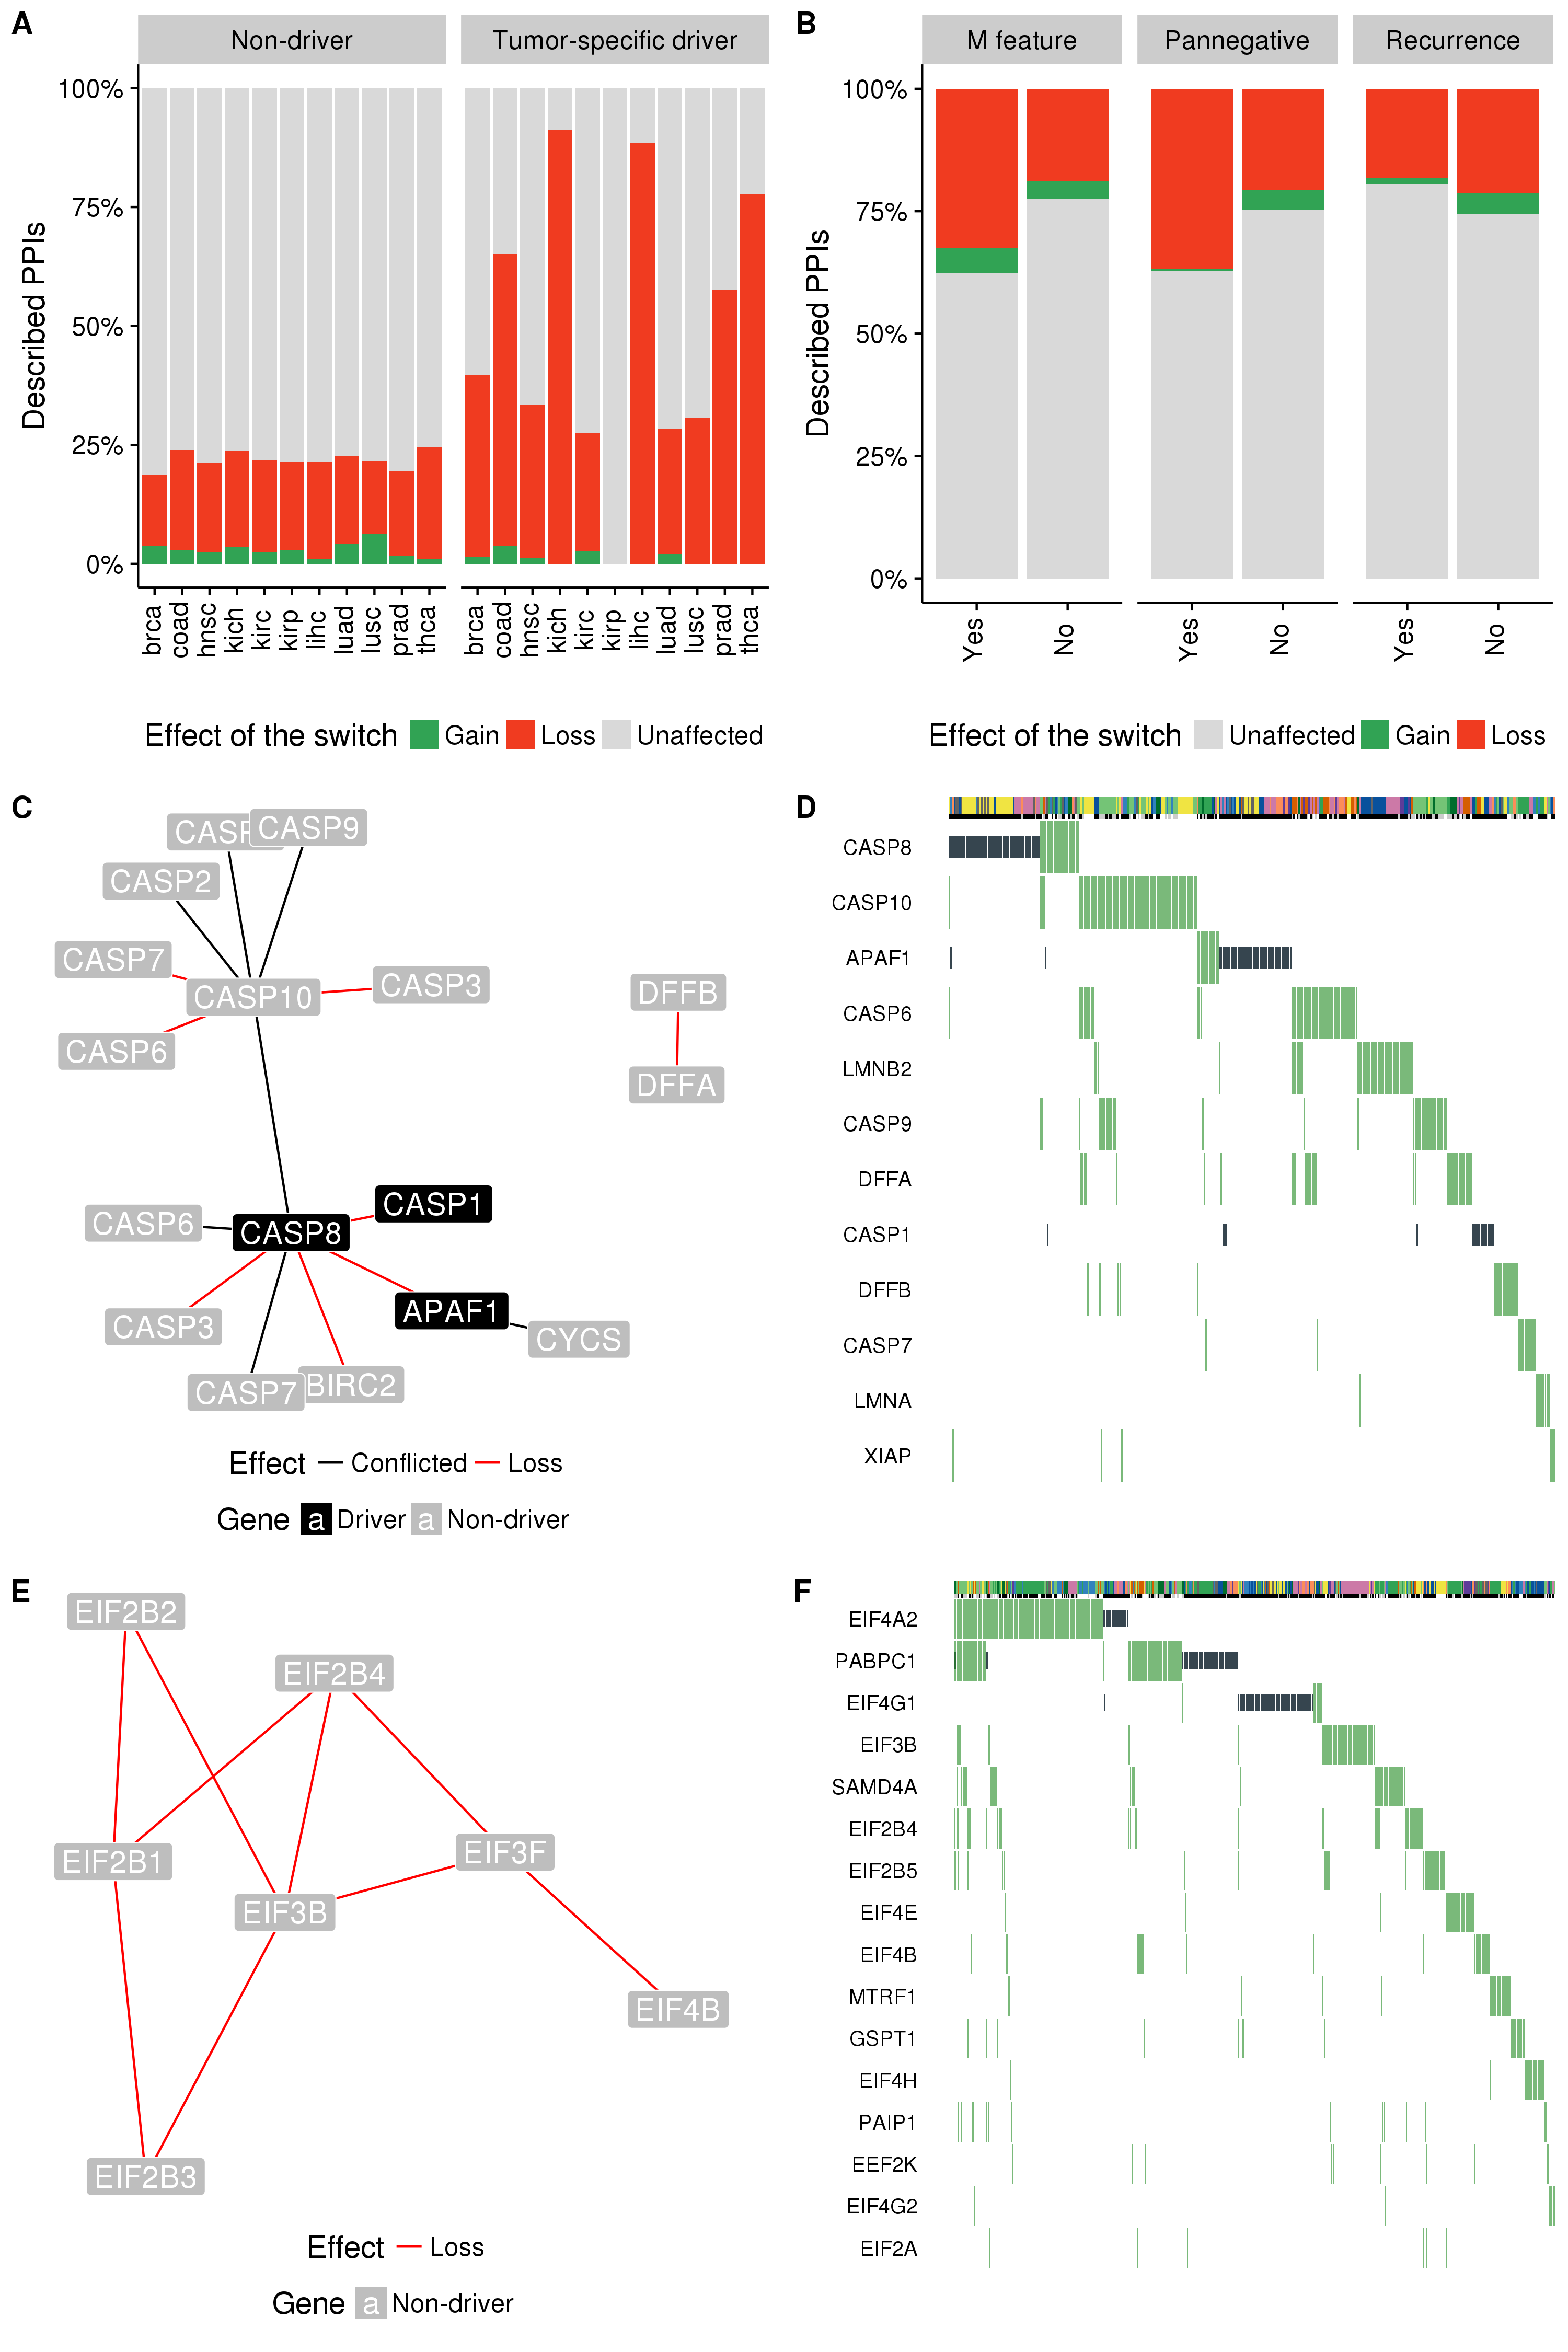 A
Non-driver
Tumor-specific driver
Described PPIs
100%
75%
50%
25%
0%
brca
coad
hnsc
kich
kirc
kirp
lihc
luad
lusc
prad
thca
brca
coad
hnsc
kich
kirc
kirp
lihc
luad
lusc
prad
thca
Effect of the switch Gain Loss Unaffected
B
M feature
Pannegative
Recurrence
Described PPIs
100%
75%
50%
25%
0%
Yes
No
Yes
No
Yes
No
Effect of the switch Unaffected Gain Loss
C
CASP9
CASP2
CASP7
CASP10
CASP3
CASP6
DFFB
DFFA
CASP1
CASP6
CASP8
APAF1
CASP3
CYCS
CASP7
BIRC2
Effect Conflicted Loss
Gene a Driver a Non-driver
D
CASP8
CASP10
APAF1
CASP6
LMNB2
CASP9
DFFA
CASP1
DFFB
CASP7
LMNA
XIAP
E
EIF2B2
EIF2B4
EIF2B1
EIF3F
EIF3B
EIF4B
EIF2B3
Effect Loss
Gene a Non-driver
F
EIF4A2
PABPC1
EIF4G1
EIF3B
SAMD4A
EIF2B4
EIF2B5
EIF4E
EIF4B
MTRF1
GSPT1
EIF4H
PAIP1
EEF2K
EIF4G2
EIF2A